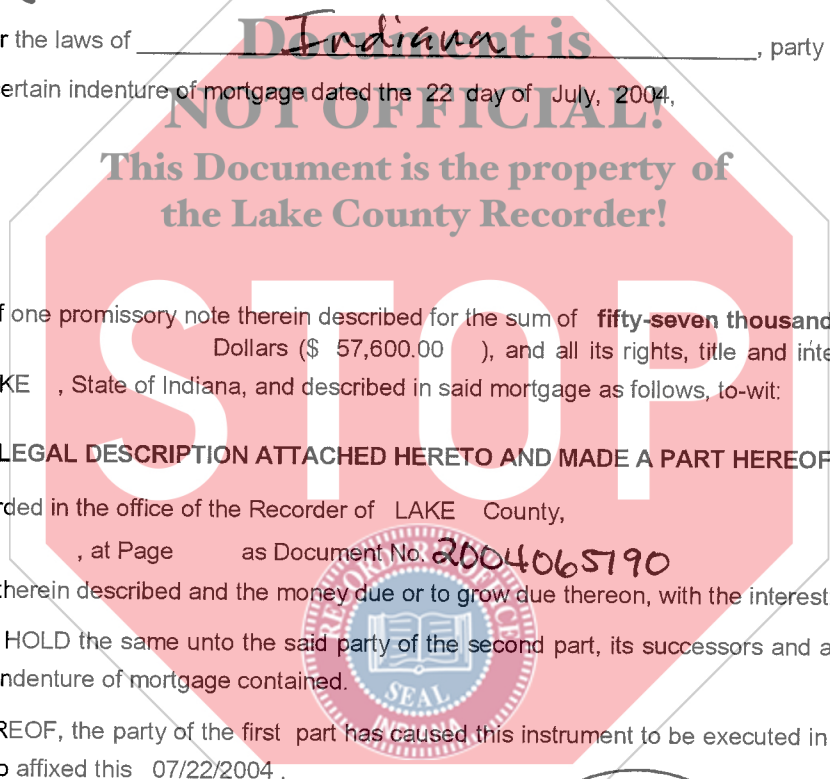 r the laws of Indiana, party
Document is
ertain indenture of mortgage dated the 22 day of July, 2004,
NOT OFFICIAL!
This Document is the property of
the Lake County Recorder!
STOP
f one promissory note therein described for the sum of fifty-seven thousand
Dollars ($ 57,600.00 ), and all its rights, title and inte
KE , State of Indiana, and described in said mortgage as follows, to-wit:
LEGAL DESCRIPTION ATTACHED HERETO AND MADE A PART HEREOF
rded in the office of the Recorder of LAKE County,
, at Page as Document No. 2004065190
therein described and the money due or to grow due thereon, with the interest
HOLD the same unto the said party of the second part, its successors and a
ndenture of mortgage contained.
REOF, the party of the first part has caused this instrument to be executed in
o affixed this 07/22/2004 .
RECORDER OFFICE
SEAL
INDIANA